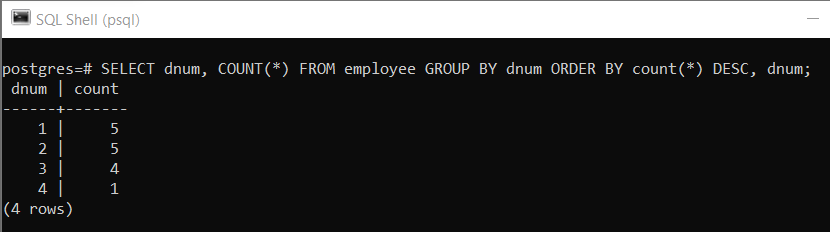 SQL Shell (psql)
postgres=# SELECT dnum, COUNT(*) FROM employee GROUP BY dnum ORDER BY count(*) DESC, dnum;
 dnum | count
------+-------
    1 |     5
    2 |     5
    3 |     4
    4 |     1
(4 rows)